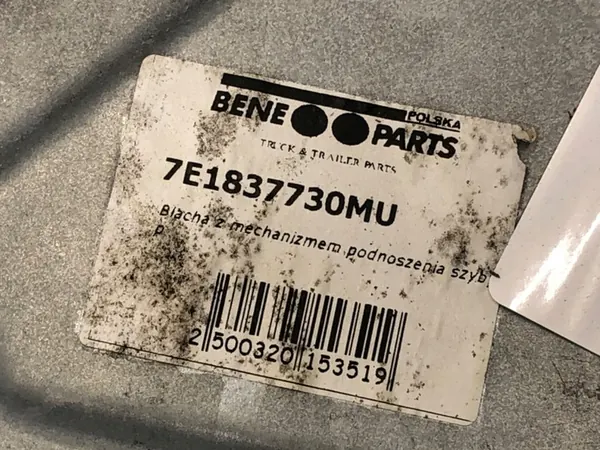 BENE PARTS
POLSKA
TRUCK & TRAILER PARTS
7E1837730MU
Blacha z mechanizmem podnoszenia szyb
P
2 500320 153519